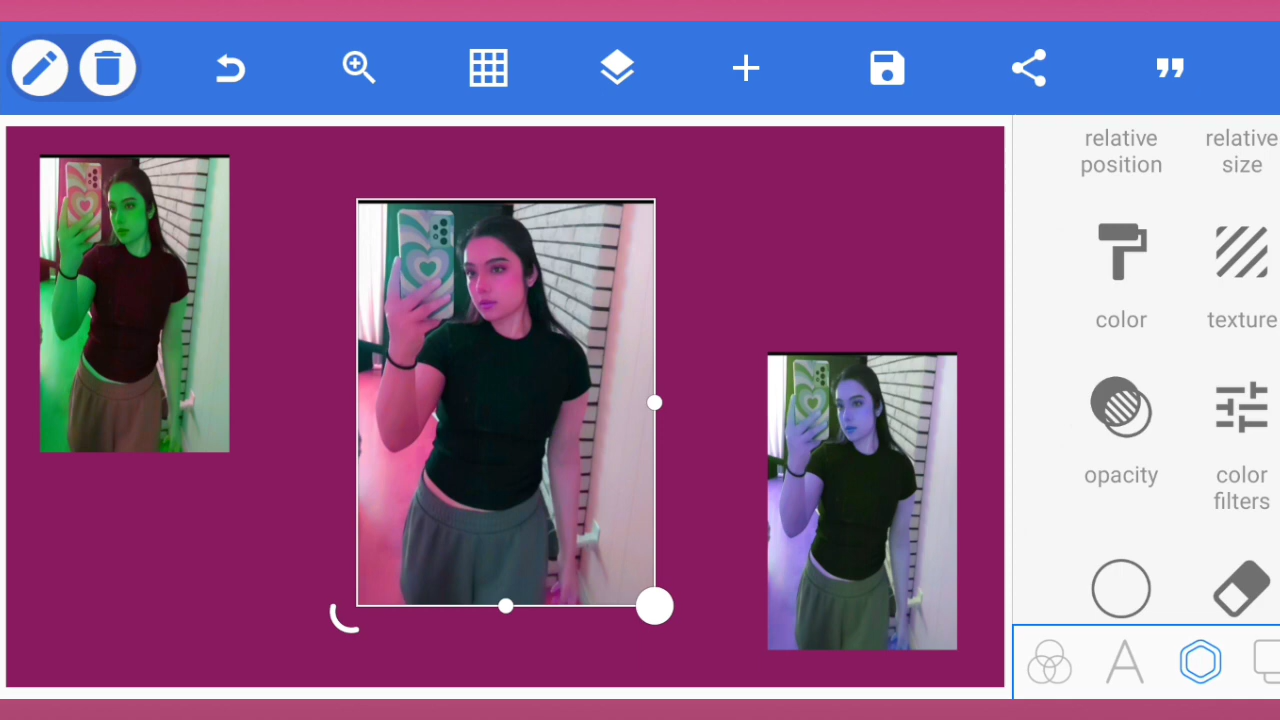 relative
position
relative
size
color
texture
opacity
color
filters